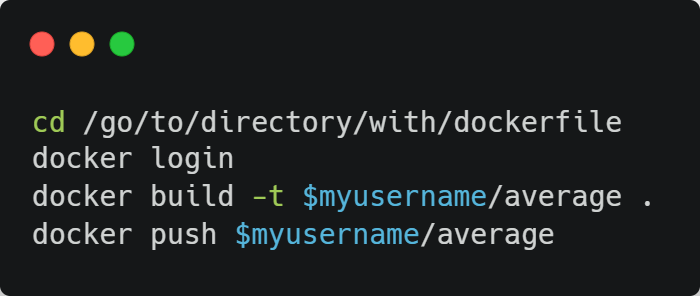 cd /go/to/directory/with/dockerfile
docker login
docker build -t $myusername/average .
docker push $myusername/average